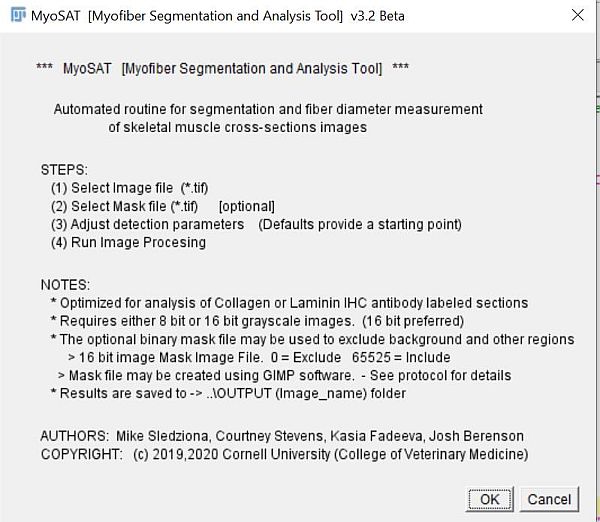 MyoSAT [Myofiber Segmentation and Analysis Tool] v3.2 Beta
*** MyoSAT [Myofiber Segmentation and Analysis Tool] ***
Automated routine for segmentation and fiber diameter measurement
of skeletal muscle cross-sections images
STEPS:
(1) Select Image file (*.tif)
(2) Select Mask file (*.tif) [optional]
(3) Adjust detection parameters (Defaults provide a starting point)
(4) Run Image Procesing
NOTES:
* Optimized for analysis of Collagen or Laminin IHC antibody labeled sections
* Requires either 8 bit or 16 bit grayscale images. (16 bit preferred)
* The optional binary mask file may be used to exclude background and other regions
> 16 bit image Mask Image File. 0 = Exclude 65525 = Include
> Mask file may be created using GIMP software. - See protocol for details
* Results are saved to -> ..\OUTPUT (Image_name) folder
AUTHORS: Mike Sledziona, Courtney Stevens, Kasia Fadeeva, Josh Berenson
COPYRIGHT: (c) 2019,2020 Cornell University (College of Veterinary Medicine)
OK Cancel